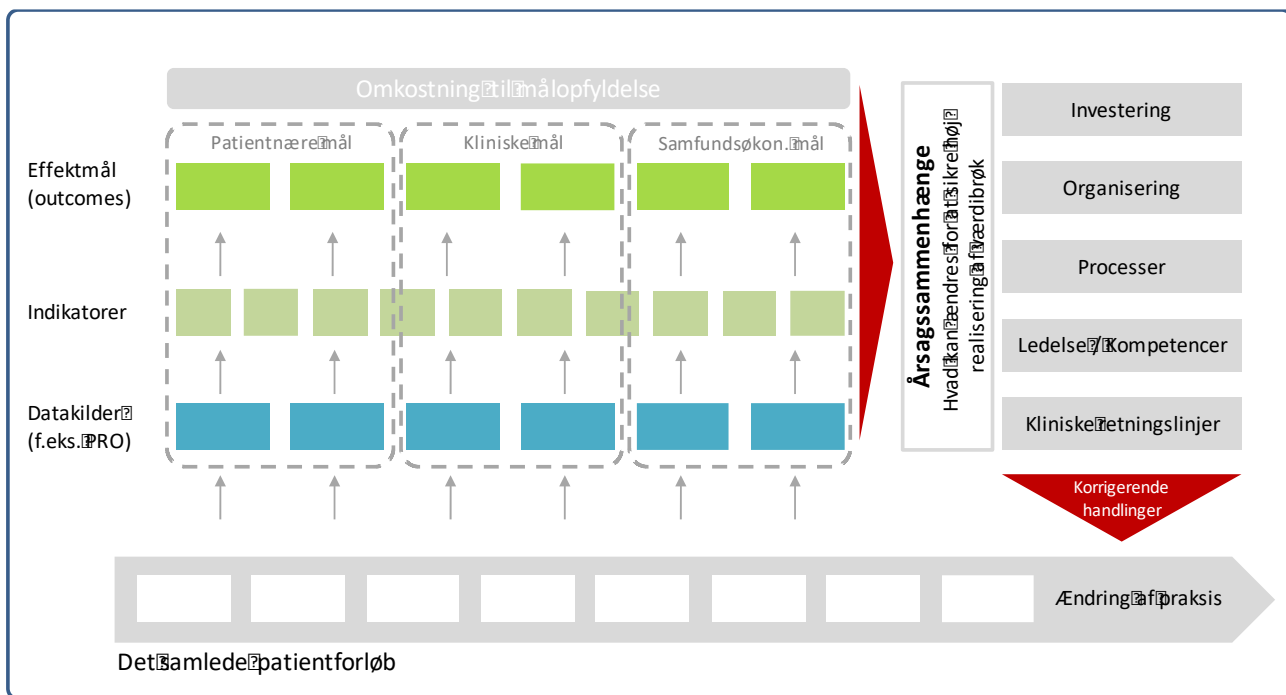 Omkostning til målopfyldelse
Patientnære mål
Kliniske mål
Samfundsøkon. mål
Effektmål
(outcomes)
Indikatorer
Datakilder
(f.eks. PRO)
Årsagssammenhænge
Hvad kan ændres for at sikre høj
realisering af værdibrøk
Investering
Organisering
Processer
Ledelse / Kompetencer
Kliniske retningslinjer
Korrigerende
handlinger
Ændring af praksis
Det samlede patientforløb